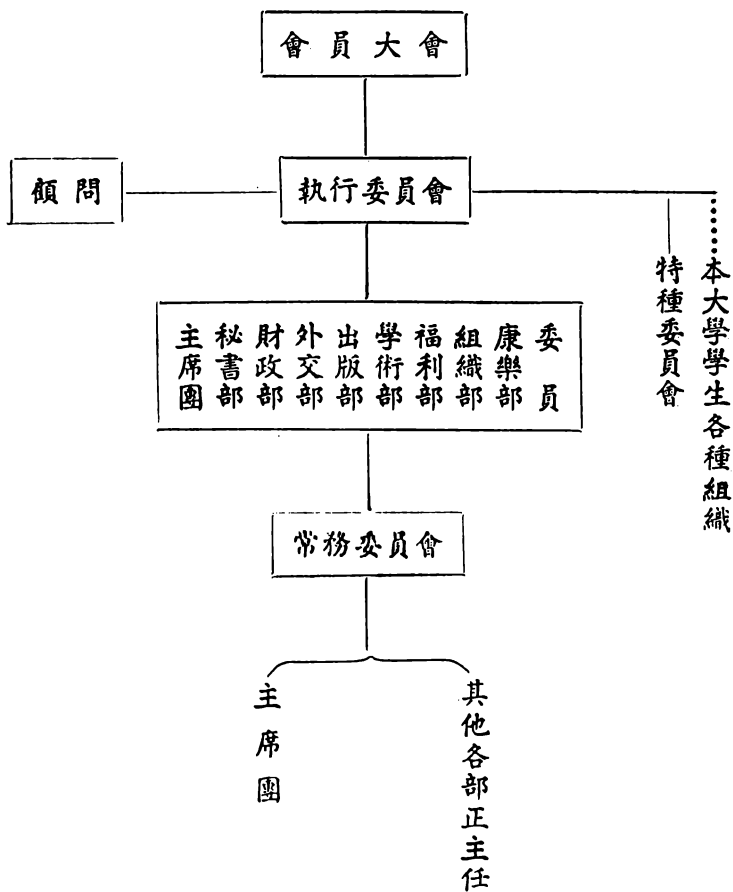 會員大會
顧問
執行委員會
特種委員會
本大學學生各種組織
主席團
秘書部
財政部
外交部
出版部
學術部
福利部
組織部
康樂部
委員
常務委員會
主席團
其他各部正主任